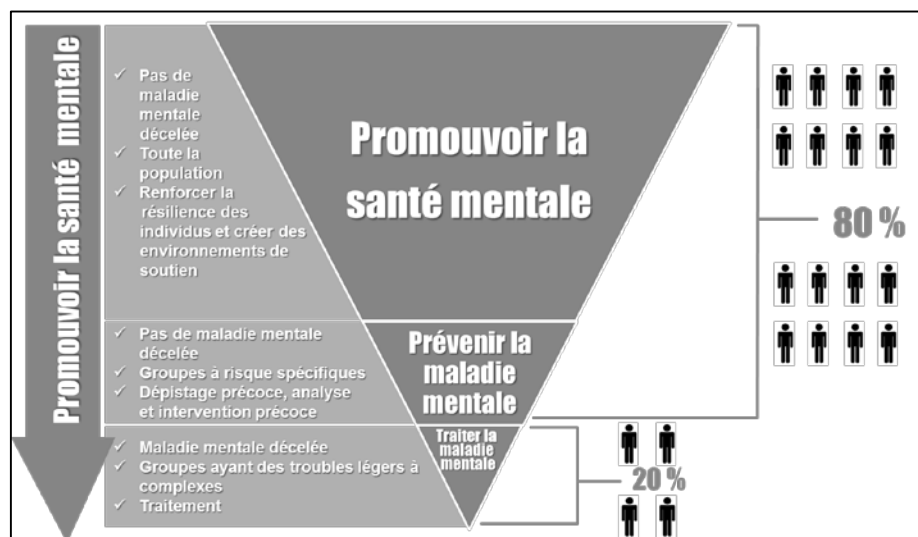 Promouvoir la santé mentale
✓ Pas de
maladie
mentale
décelée
✓ Toute la
population
✓ Renforcer la
résilience des
individus et créer des
environnements de
soutien
Promouvoir la
santé mentale
80 %
✓ Pas de maladie mentale
décelée
✓ Groupes à risque spécifiques
✓ Dépistage précoce, analyse
et intervention précoce
Prévenir la
maladie
mentale
✓ Maladie mentale décelée
✓ Groupes ayant des troubles légers à
complexes
✓ Traitement
Traiter la
maladie
mentale
20 %